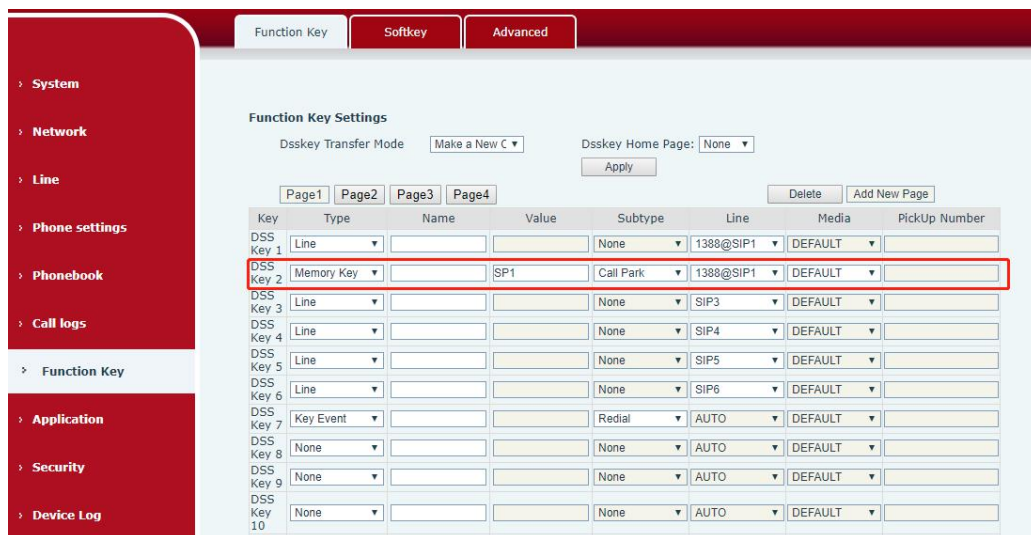 Function Key Softkey Advanced
› System
› Network
› Line
› Phone settings
› Phonebook
› Call logs
› Function Key
› Application
› Security
› Device Log
Function Key Settings
Dsskey Transfer Mode Make a New C Dsskey Home Page: None
Apply
Page1 Page2 Page3 Page4 Delete Add New Page
Key Type Name Value Subtype Line Media PickUp Number
DSS Key 1 Line None 1388@SIP1 DEFAULT
DSS Key 2 Memory Key SP1 Call Park 1388@SIP1 DEFAULT
DSS Key 3 Line None SIP3 DEFAULT
DSS Key 4 Line None SIP4 DEFAULT
DSS Key 5 Line None SIP5 DEFAULT
DSS Key 6 Line None SIP6 DEFAULT
DSS Key 7 Key Event Redial AUTO DEFAULT
DSS Key 8 None None AUTO DEFAULT
DSS Key 9 None None AUTO DEFAULT
DSS Key 10 None None AUTO DEFAULT